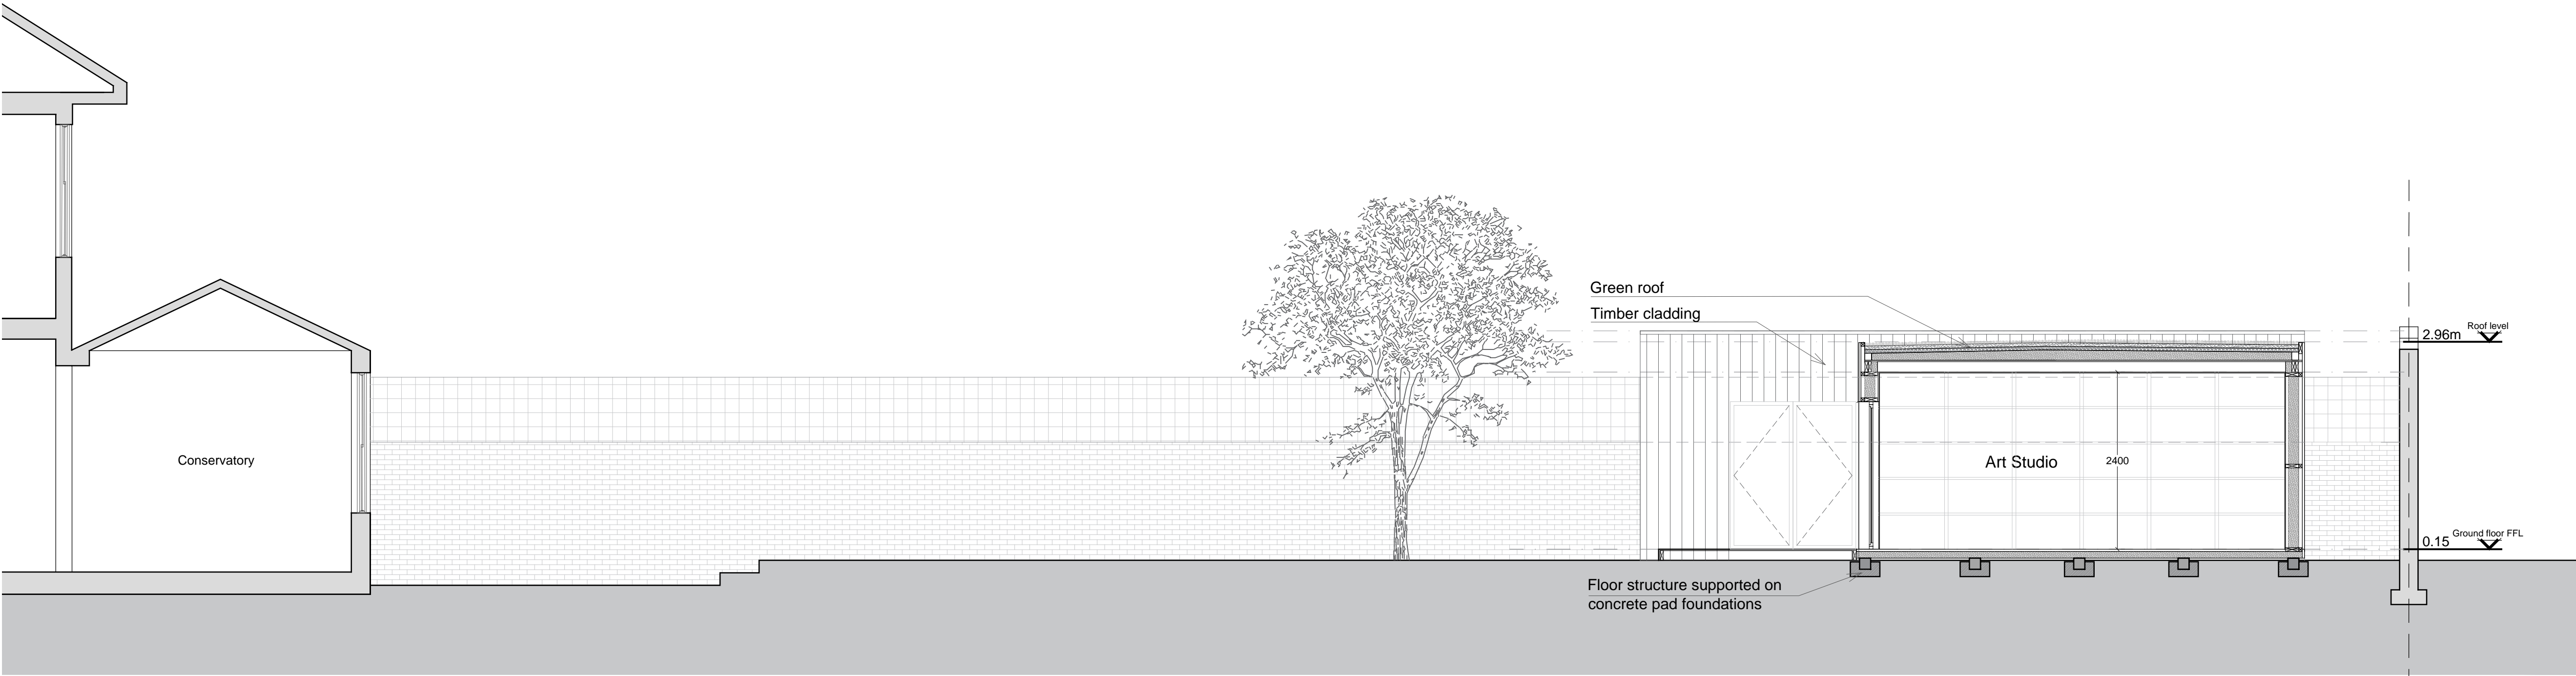 Green roof
Timber cladding
Roof level
2.96m
Conservatory
Art Studio
2400
Ground floor FFL
0.15
Floor structure supported on
concrete pad foundations